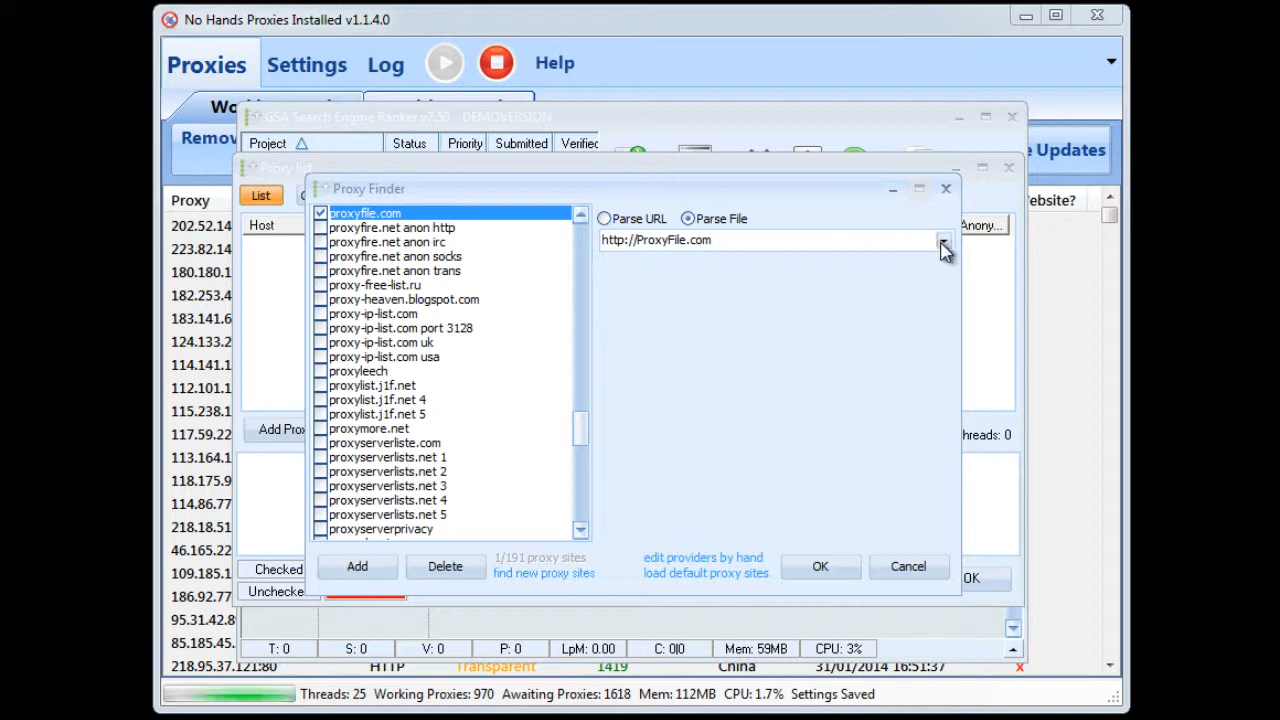 No Hands Proxies Installed v1.1.4.0
Proxies Settings Log Help
GSA Search Engine Ranker v7.50 DEMOVERSION
Remov
e Updates
Project Status Priority Submitted Verified
Proxy list
Proxy Finder
Proxy
ebsite?
List
Host
Anony...
proxyfile.com
Parse URL Parse File
http://ProxyFile.com
proxyfire.net anon http
proxyfire.net anon irc
proxyfire.net anon socks
proxyfire.net anon trans
proxy-free-list.ru
proxy-heaven.blogspot.com
proxy-ip-list.com
proxy-ip-list.com port 3128
proxy-ip-list.com uk
proxy-ip-list.com usa
proxyleech
proxylist.j1f.net
proxylist.j1f.net 4
proxylist.j1f.net 5
proxymore.net
proxyserverliste.com
proxyserverlists.net 1
proxyserverlists.net 2
proxyserverlists.net 3
proxyserverlists.net 4
proxyserverlists.net 5
proxyserverprivacy
202.52.14
223.82.14
180.182.1
182.253.4
183.141.6
124.133.2
114.141.1
112.101.1
115.238.1
117.59.22
113.161.1
118.175.9
114.86.77
218.18.51
46.165.22
109.185.1
186.92.77
95.31.42.8
85.185.45
Add Prox
hreads: 0
Add Delete
1/191 proxy sites
find new proxy sites
edit providers by hand
load default proxy sites
OK Cancel
Checked
Unchecke
OK
T: 0 S: 0 V: 0 P: 0 LpM: 0.00 C: 0|0 Mem: 59MB CPU: 3%
218.95.37.121:80 HTTP Transparent 1419 China 31/01/2014 16:51:37 x
Threads: 25 Working Proxies: 970 Awaiting Proxies: 1618 Mem: 112MB CPU: 1.7% Settings Saved